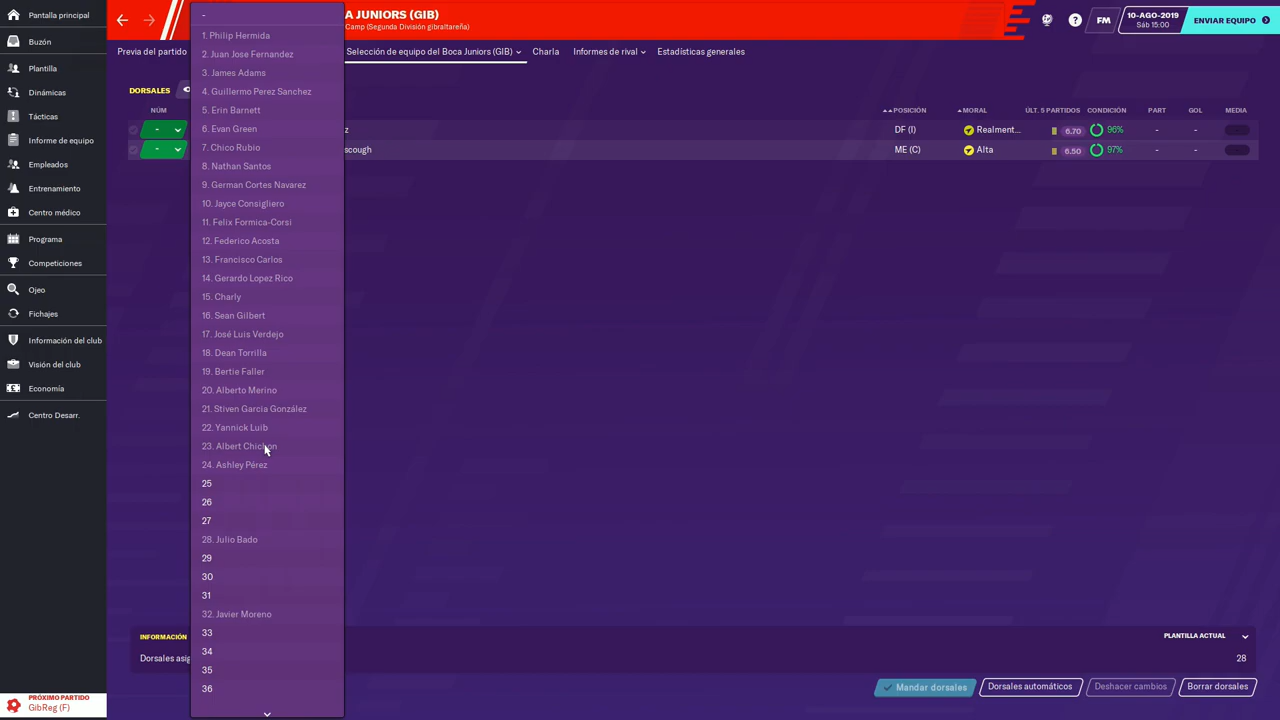 Pantalla principal
Buzón
Plantilla
Dinámicas
Tácticas
Informe de equipo
Empleados
Entrenamiento
Centro médico
Programa
Competiciones
Ojeo
Fichajes
Información del club
Visión del club
Economía
Centro Desarr.
PRÓXIMO PARTIDO
GibReg (F)
A JUNIORS (GIB)
Camp (Segunda División gibraltareña)
FM
10-AGO-2019
Sáb 15:00
ENVIAR EQUIPO
Previa del partido
Selección de equipo del Boca Juniors (GIB)
Charla
Informes de rival
Estadísticas generales
DORSALES
NÚM
POSICIÓN
MORAL
ÚLT. 5 PARTIDOS
CONDICIÓN
PART
GOL
MEDIA
-
z
DF (I)
Realment...
6.70
96%
-
-
-
scough
ME (C)
Alta
6.50
97%
-
-
-
1. Philip Hermida
2. Juan Jose Fernandez
3. James Adams
4. Guillermo Perez Sanchez
5. Erin Barnett
6. Evan Green
7. Chico Rubio
8. Nathan Santos
9. German Cortes Navarez
10. Jayce Consigliero
11. Felix Formica-Corsi
12. Federico Acosta
13. Francisco Carlos
14. Gerardo Lopez Rico
15. Charly
16. Sean Gilbert
17. José Luis Verdejo
18. Dean Torrilla
19. Bertie Faller
20. Alberto Merino
21. Stiven Garcia González
22. Yannick Luib
23. Albert Chichon
24. Ashley Pérez
25
26
27
28. Julio Bado
29
30
31
32. Javier Moreno
33
34
35
36
INFORMACIÓN
PLANTILLA ACTUAL
Dorsales asig
28
Mandar dorsales
Dorsales automáticos
Deshacer cambios
Borrar dorsales